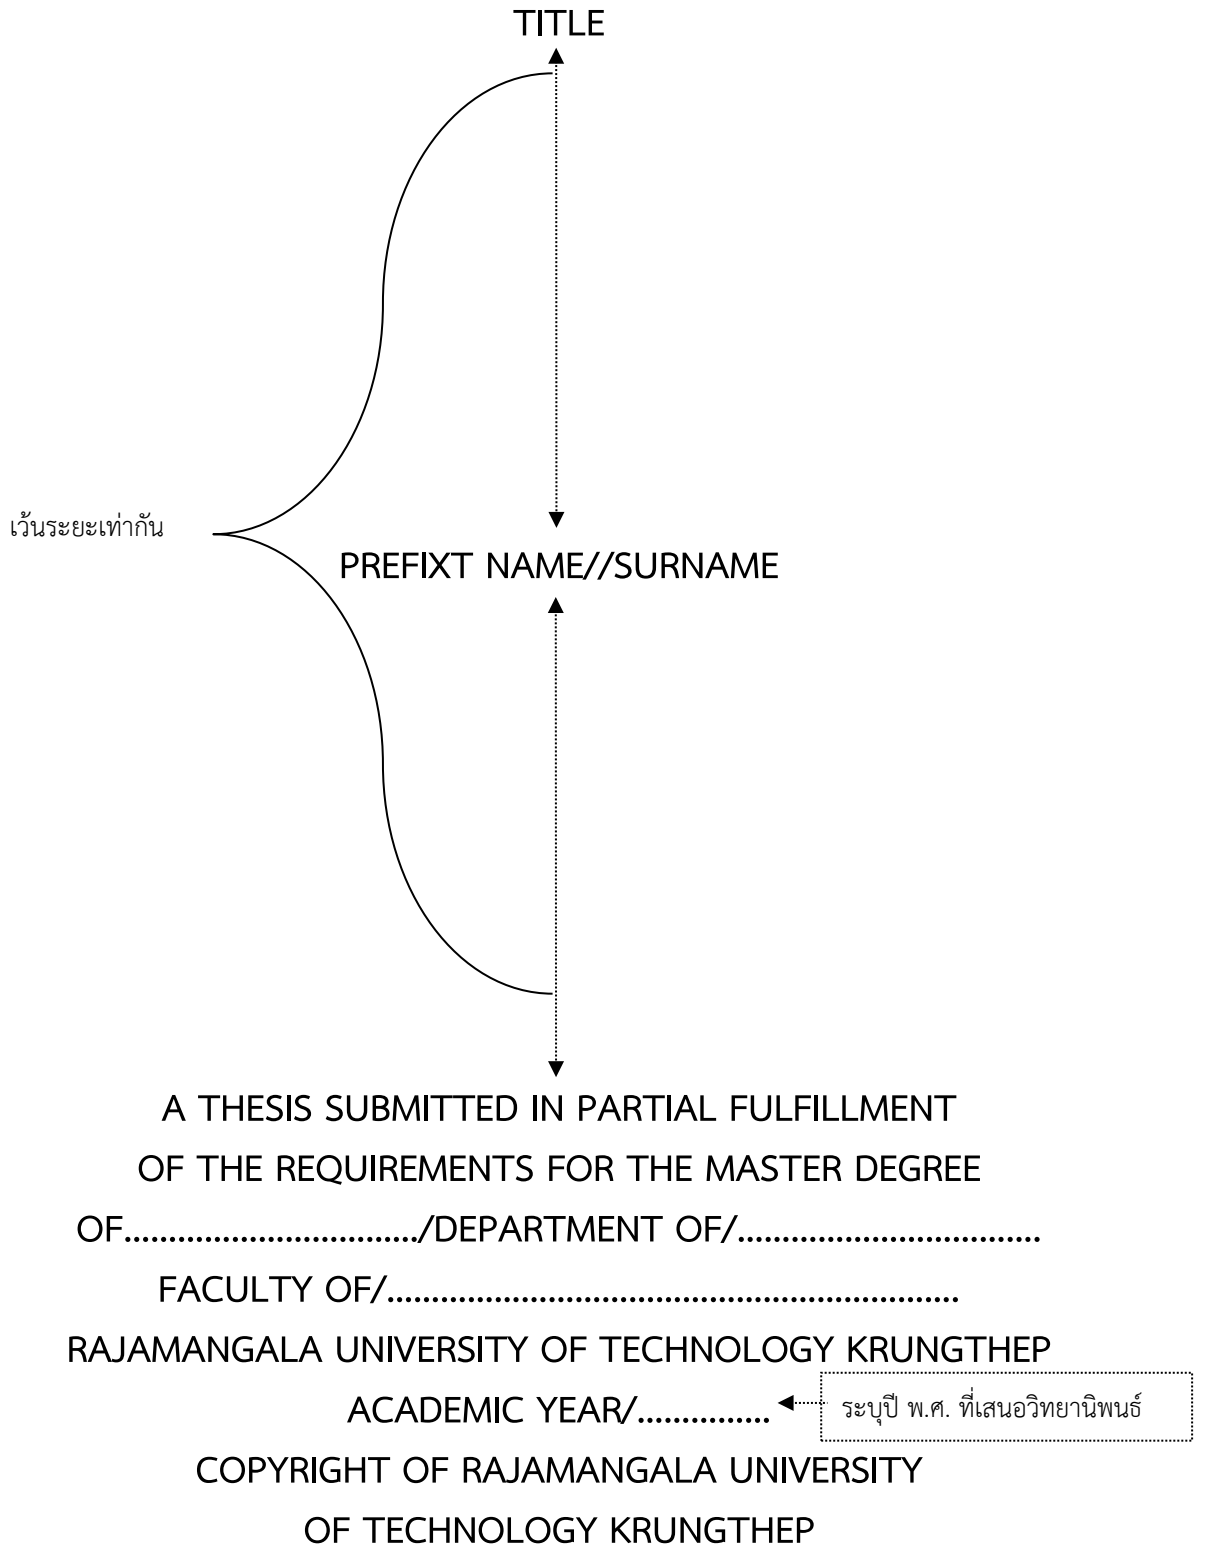 TITLE
เว้นระยะเท่ากัน
PREFIXT NAME//SURNAME
A THESIS SUBMITTED IN PARTIAL FULFILLMENT
OF THE REQUIREMENTS FOR THE MASTER DEGREE
OF................................./DEPARTMENT OF/..................................
FACULTY OF/................................................................
RAJAMANGALA UNIVERSITY OF TECHNOLOGY KRUNGTHEP
ACADEMIC YEAR/...............
ระบุปี พ.ศ. ที่เสนอวิทยานิพนธ์
COPYRIGHT OF RAJAMANGALA UNIVERSITY
OF TECHNOLOGY KRUNGTHEP